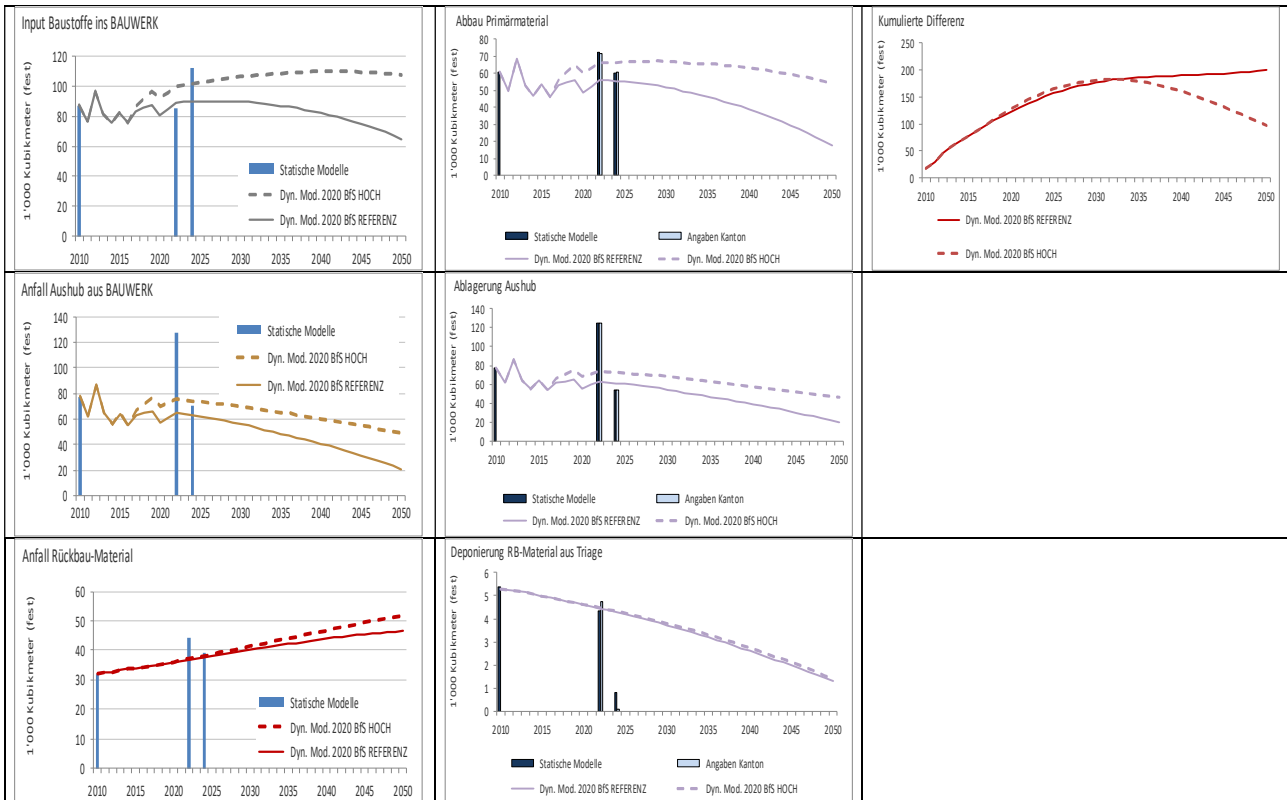 Input Baustoffe ins BAUWERK
1'000 Kubikmeter (fest)
120
100
80
60
40
20
0
Statische Modelle
Dyn. Mod. 2020 BfS HOCH
Dyn. Mod. 2020 BfS REFERENZ
2010 2015 2020 2025 2030 2035 2040 2045 2050
Abbau Primärmaterial
1'000 Kubikmeter (fest)
80
70
60
50
40
30
20
10
0
2010 2015 2020 2025 2030 2035 2040 2045 2050
Statische Modelle Angaben Kanton
Dyn. Mod. 2020 BfS REFERENZ Dyn. Mod. 2020 BfS HOCH
Kumulierte Differenz
1'000 Kubikmeter (fest)
250
200
150
100
50
0
2010 2015 2020 2025 2030 2035 2040 2045 2050
Dyn. Mod. 2020 BfS REFERENZ
Dyn. Mod. 2020 BfS HOCH
Anfall Aushub aus BAUWERK
1'000 Kubikmeter (fest)
140
120
100
80
60
40
20
0
Statische Modelle
Dyn. Mod. 2020 BfS HOCH
Dyn. Mod. 2020 BfS REFERENZ
2010 2015 2020 2025 2030 2035 2040 2045 2050
Ablagerung Aushub
1'000 Kubikmeter (fest)
140
120
100
80
60
40
20
0
2010 2015 2020 2025 2030 2035 2040 2045 2050
Statische Modelle Angaben Kanton
Dyn. Mod. 2020 BfS REFERENZ Dyn. Mod. 2020 BfS HOCH
Anfall Rückbau-Material
1'000 Kubikmeter (fest)
60
50
40
30
20
10
0
Statische Modelle
Dyn. Mod. 2020 BfS HOCH
Dyn. Mod. 2020 BfS REFERENZ
2010 2015 2020 2025 2030 2035 2040 2045 2050
Deponierung RB-Material aus Triage
1'000 Kubikmeter (fest)
6
5
4
3
2
1
0
2010 2015 2020 2025 2030 2035 2040 2045 2050
Statische Modelle Angaben Kanton
Dyn. Mod. 2020 BfS REFERENZ Dyn. Mod. 2020 BfS HOCH